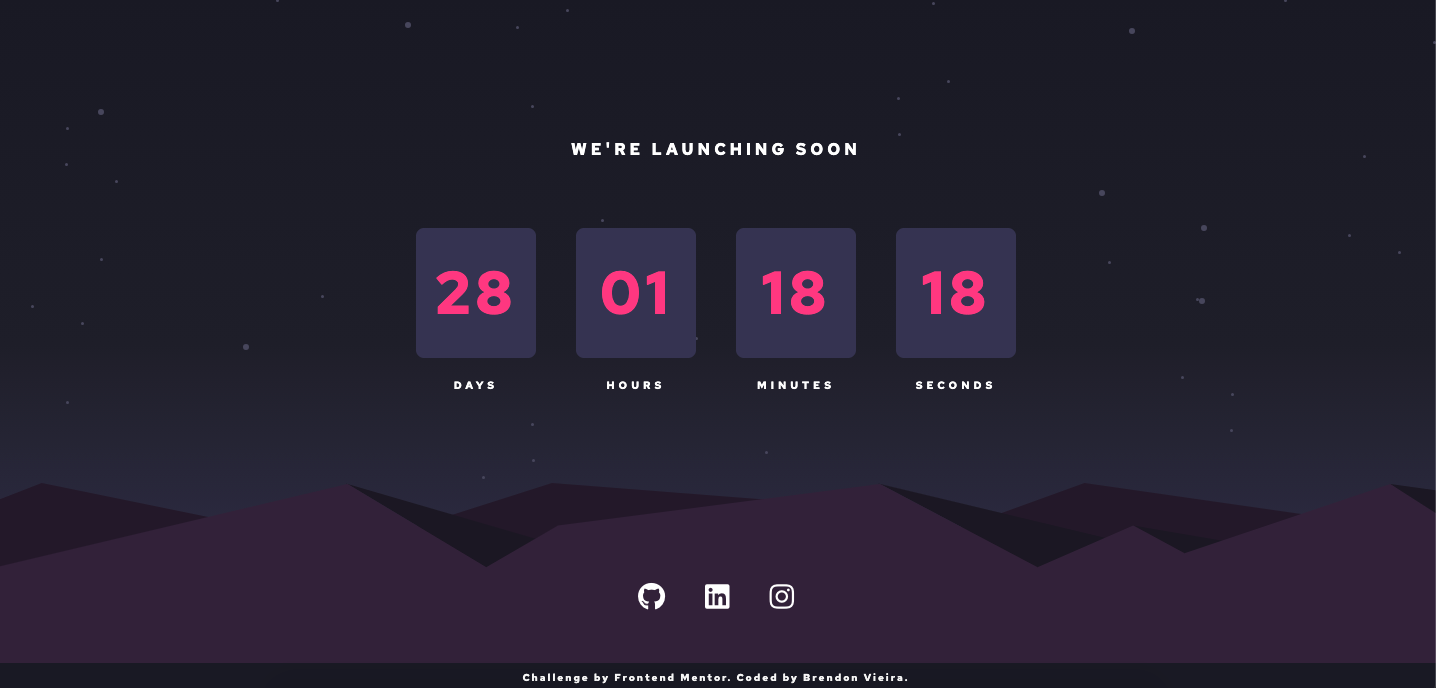 WE'RE LAUNCHING SOON
28 01 18 18
DAYS HOURS MINUTES SECONDS
in
Challenge by Frontend Mentor. Coded by Brendon Vieira.